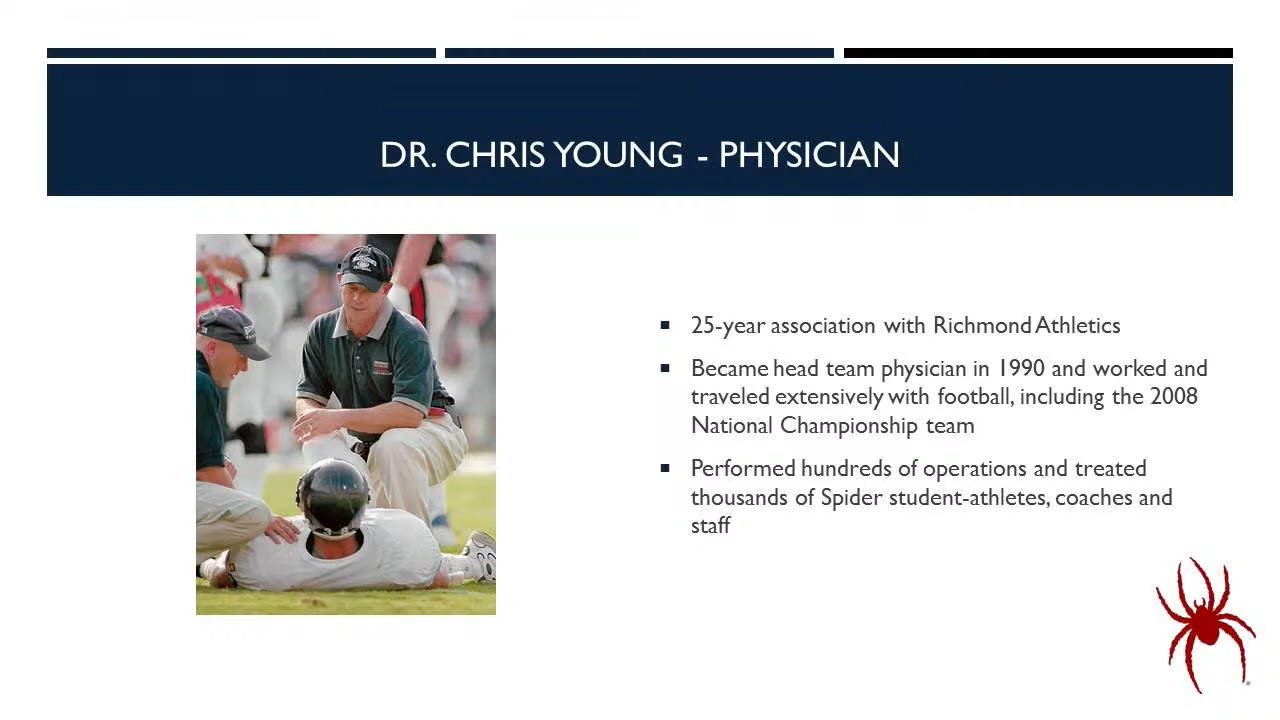 DR. CHRIS YOUNG - PHYSICIAN
25-year association with Richmond Athletics
Became head team physician in 1990 and worked and
traveled extensively with football, including the 2008
National Championship team
Performed hundreds of operations and treated
thousands of Spider student-athletes, coaches and
staff